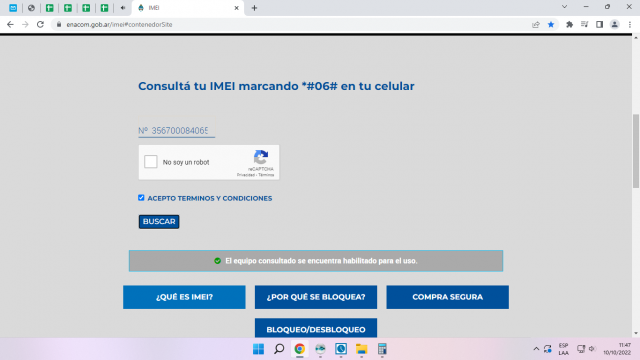 IMEI
enacom.gob.ar/imei#contenedorSite
Consultá tu IMEI marcando *#06# en tu celular
Nº 356700084065
No soy un robot
reCAPTCHA
Privacidad - Términos
ACEPTO TERMINOS Y CONDICIONES
BUSCAR
El equipo consultado se encuentra habilitado para el uso.
¿QUÉ ES IMEI?
¿POR QUÉ SE BLOQUEA?
COMPRA SEGURA
BLOQUEO/DESBLOQUEO
ESP
LAA
11:47
10/10/2022